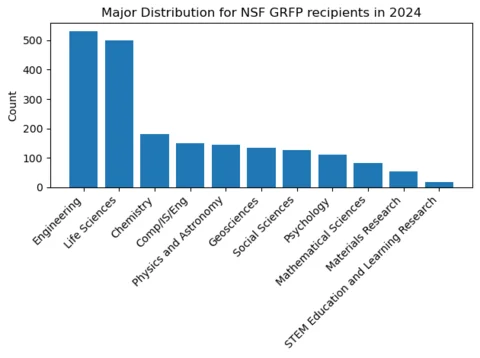 Major Distribution for NSF GRFP recipients in 2024
Count
500
400
300
200
100
0
Engineering
Life Sciences
Chemistry
Comp/IS/Eng
Physics and Astronomy
Geosciences
Social Sciences
Psychology
Mathematical Sciences
Materials Research
STEM Education and Learning Research